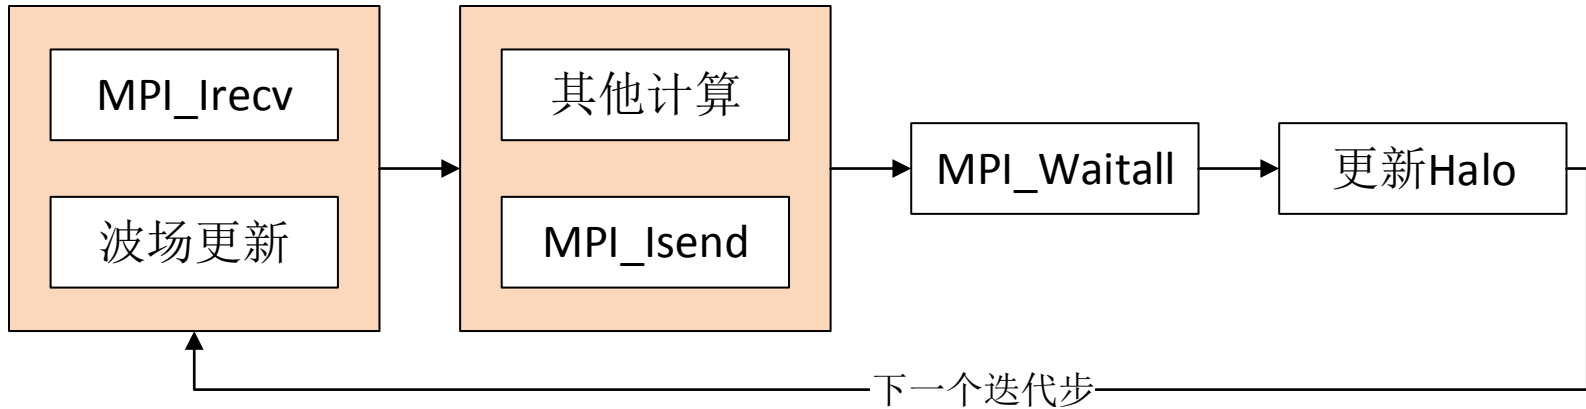 MPI_Irecv
波场更新
其他计算
MPI_Isend
MPI_Waitall
更新Halo
下一个迭代步